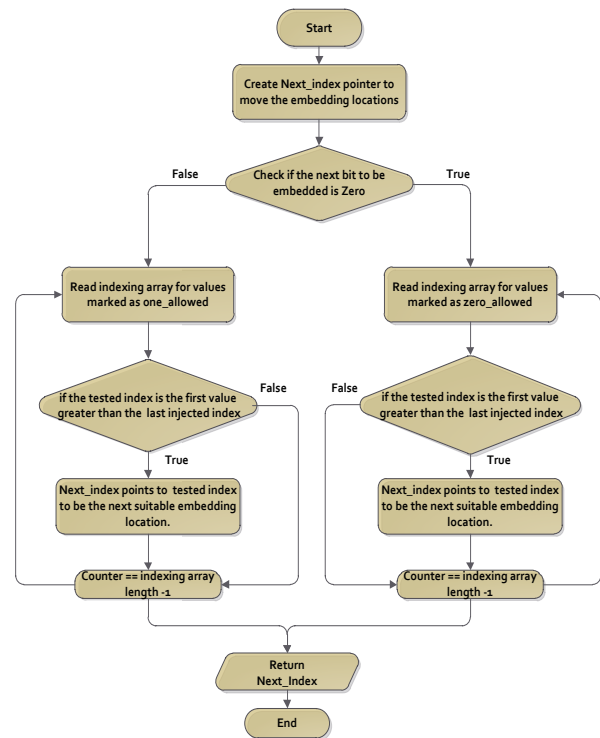 Start
Create Next_index pointer to
move the embedding locations
Check if the next bit to be
embedded is Zero
False
True
Read indexing array for values
marked as one_allowed
Read indexing array for values
marked as zero_allowed
if the tested index is the first value
greater than the last injected index
False
False
if the tested index is the first value
greater than the last injected index
True
True
Next_index points to tested index
to be the next suitable embedding
location.
Next_index points to tested index
to be the next suitable embedding
location.
Counter == indexing array
length -1
Counter == indexing array
length -1
Return
Next_Index
End